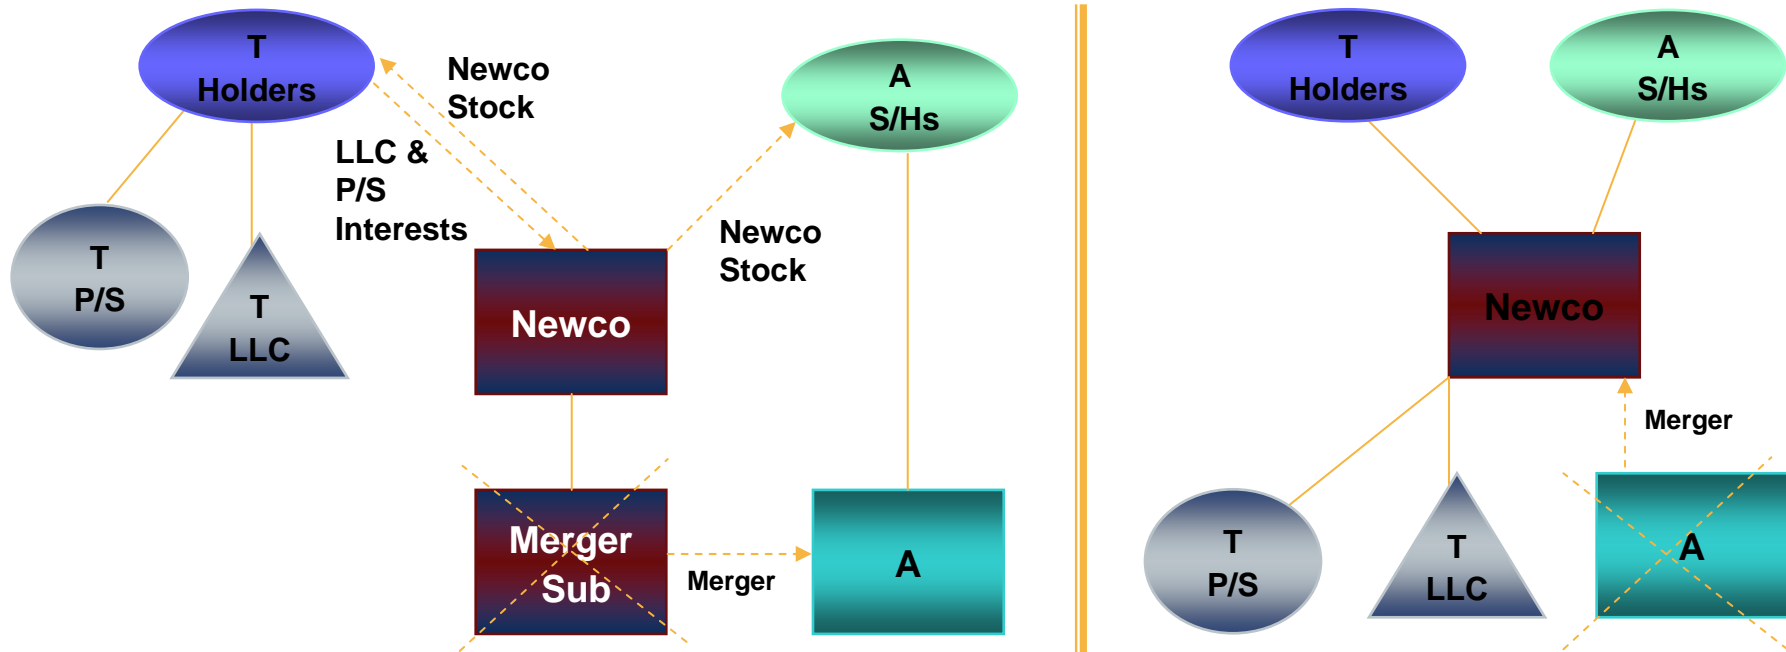 T
Holders
Newco
Stock
A
S/Hs
LLC &
P/S
Interests
Newco
Stock
T
P/S
T
LLC
Newco
Merger
Sub
Merger
A
T
Holders
A
S/Hs
Newco
Merger
T
P/S
T
LLC
A